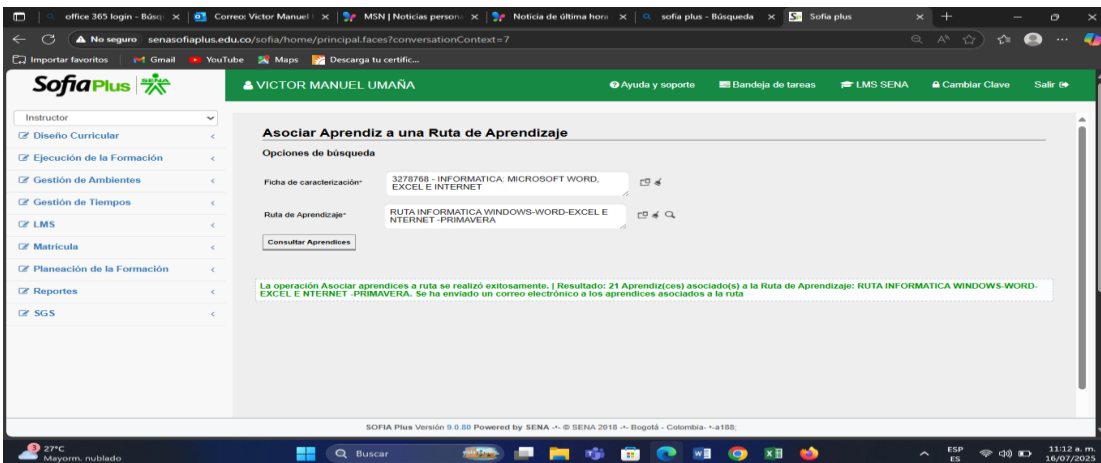 office 365 login - Búsq
Correo: Victor Manuel
MSN | Noticias person
Noticia de última hora
sofia plus - Búsqueda
Sofia plus
No seguro
senasofiaplus.edu.co/sofia/home/principal.faces?conversationContext=7
Importar favoritos
Gmail
YouTube
Maps
Descarga tu certific...
Sofia Plus
SENA
VICTOR MANUEL UMAÑA
Ayuda y soporte
Bandeja de tareas
LMS SENA
Cambiar Clave
Salir
Instructor
Diseño Curricular
Ejecución de la Formación
Gestión de Ambientes
Gestión de Tiempos
LMS
Matricula
Planeación de la Formación
Reportes
SGS
Asociar Aprendiz a una Ruta de Aprendizaje
Opciones de búsqueda
Ficha de caracterización*
3278768 - INFORMATICA: MICROSOFT WORD,
EXCEL E INTERNET
Ruta de Aprendizaje*
RUTA INFORMATICA WINDOWS-WORD-EXCEL E
NTERNET -PRIMAVERA
Consultar Aprendices
La operación Asociar aprendices a ruta se realizó exitosamente. | Resultado: 21 Aprendiz(ces) asociado(s) a la Ruta de Aprendizaje: RUTA INFORMATICA WINDOWS-WORD-
EXCEL E NTERNET -PRIMAVERA. Se ha enviado un correo electrónico a los aprendices asociados a la ruta
SOFIA Plus Versión 9.0.80 Powered by SENA -*- © SENA 2018 -*- Bogotá - Colombia- *-a188;
3
27°C
Mayorm. nublado
Buscar
ESP
ES
11:12 a. m.
16/07/2025